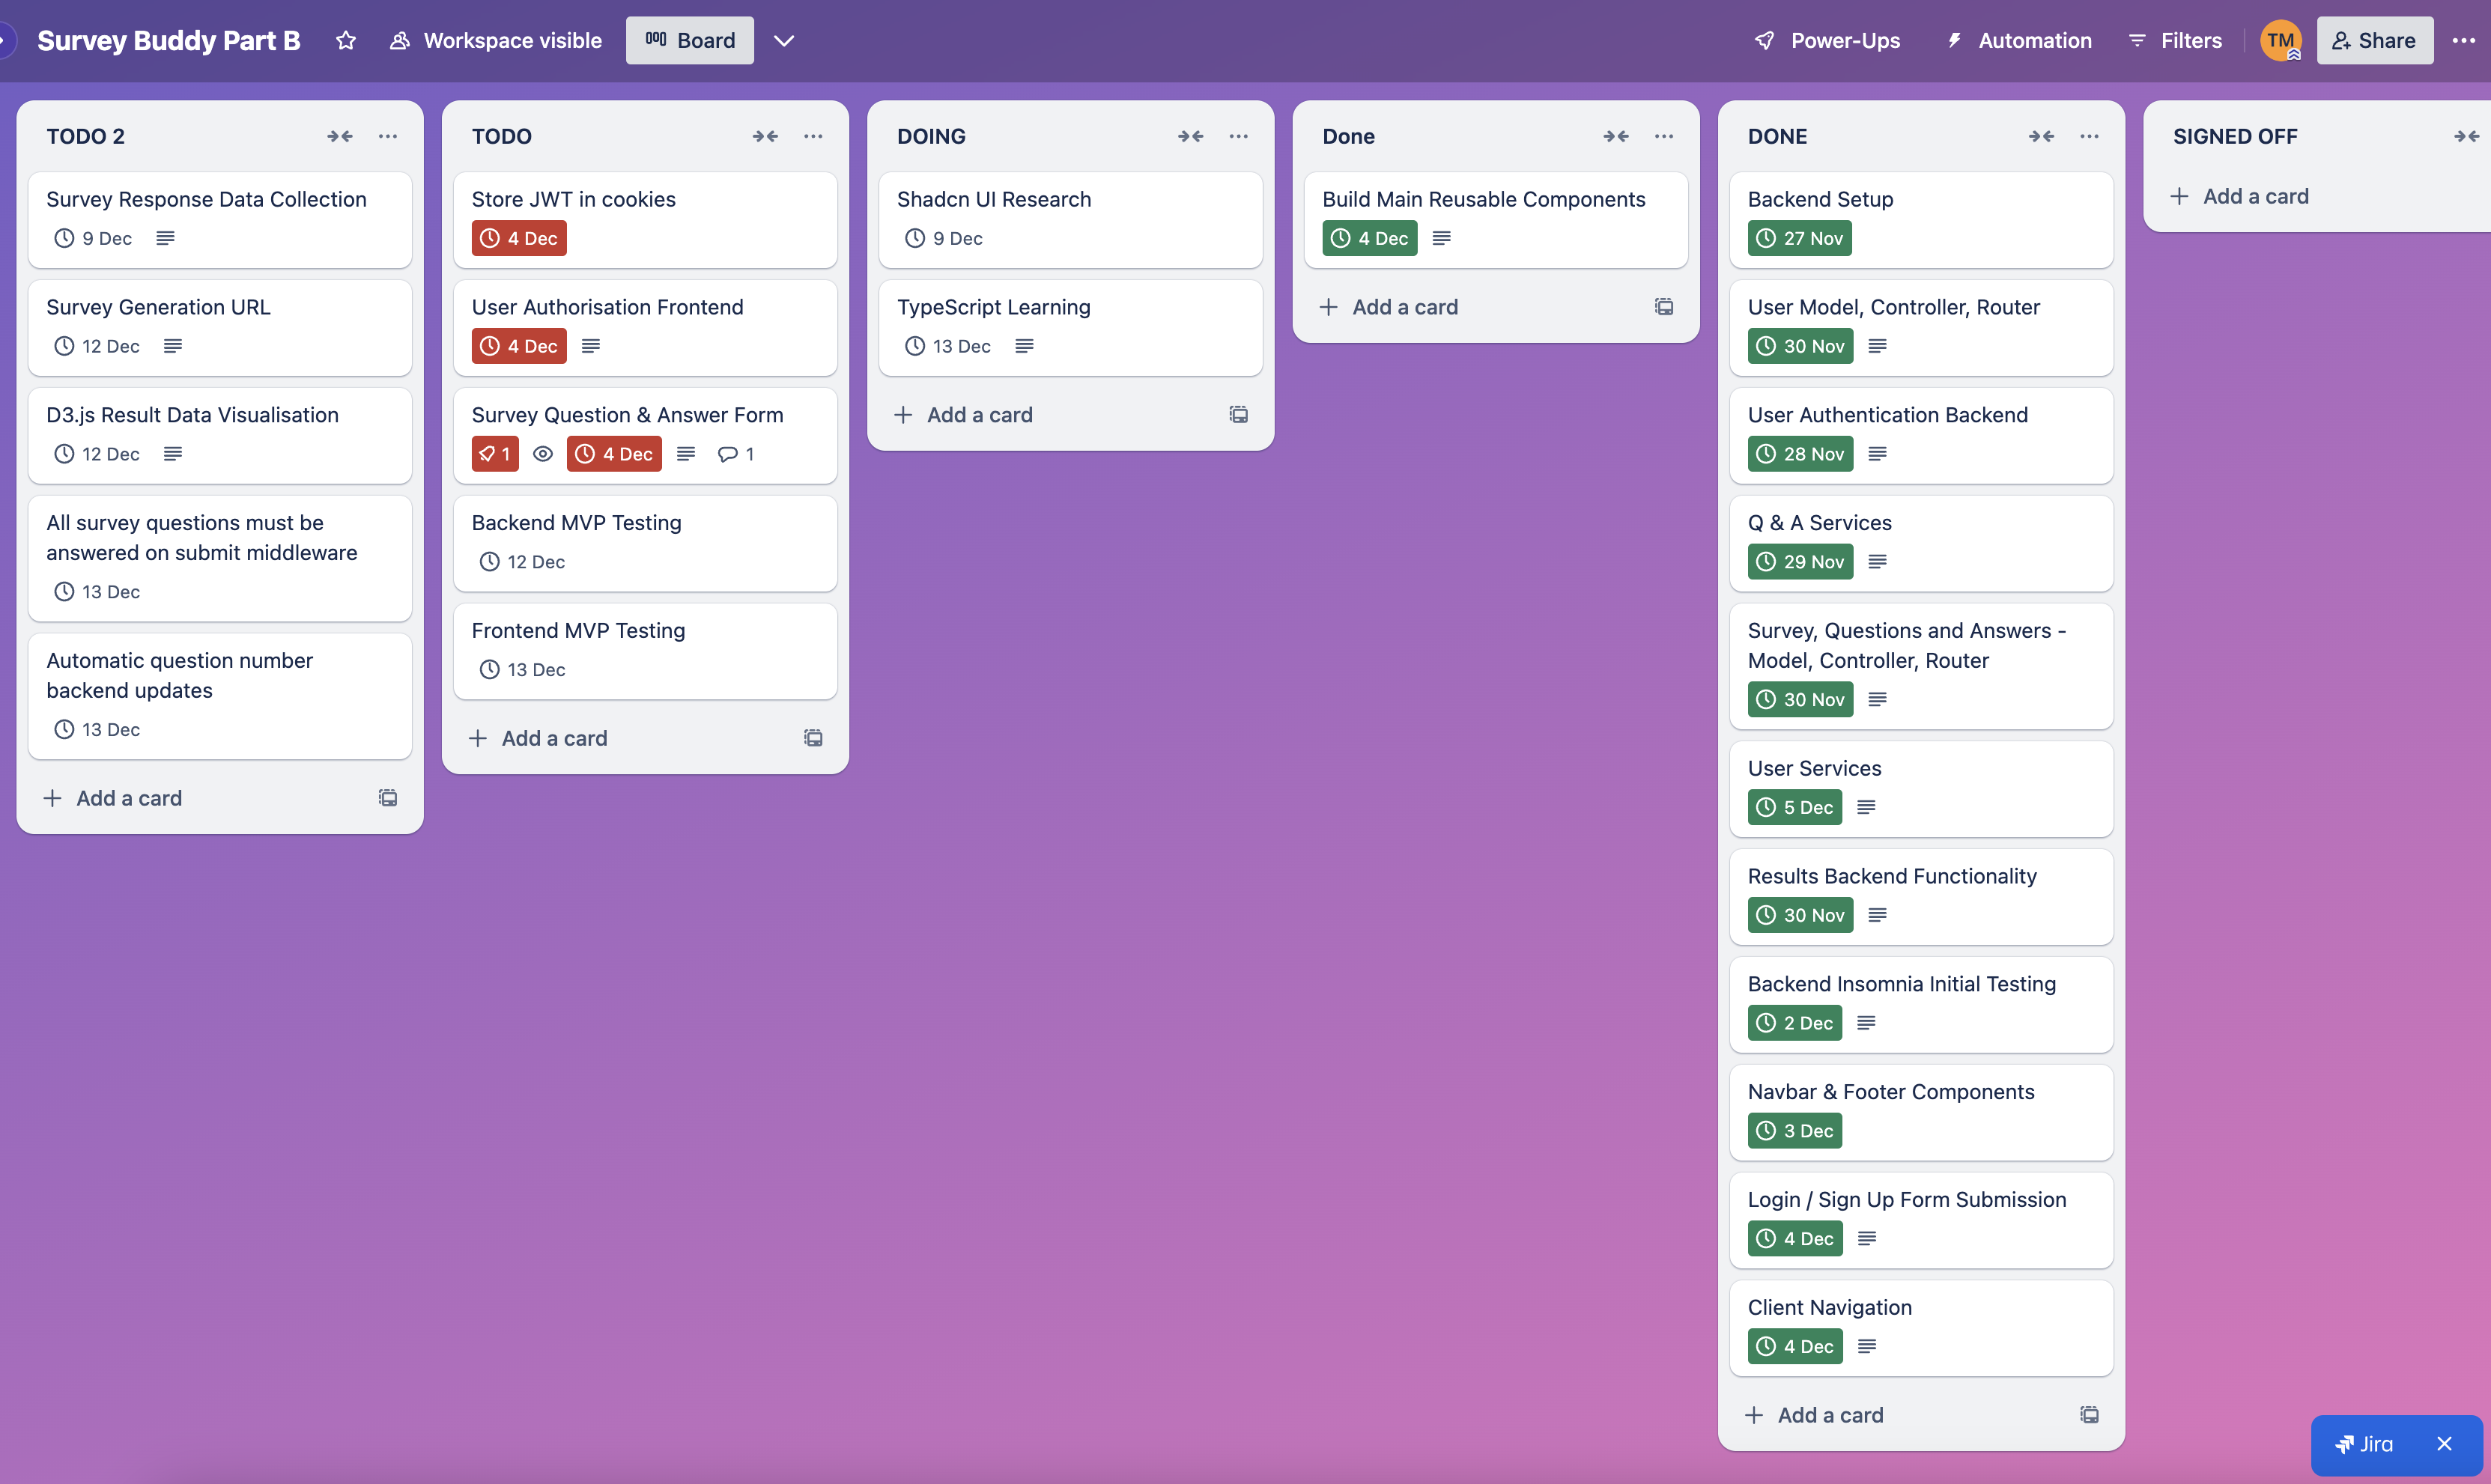 Survey Buddy Part B
Workspace visible
Board
Power-Ups
Automation
Filters
TM
Share
TODO 2
Survey Response Data Collection
9 Dec
Survey Generation URL
12 Dec
D3.js Result Data Visualisation
12 Dec
All survey questions must be
answered on submit middleware
13 Dec
Automatic question number
backend updates
13 Dec
Add a card
TODO
Store JWT in cookies
4 Dec
User Authorisation Frontend
4 Dec
Survey Question & Answer Form
1 4 Dec 1
Backend MVP Testing
12 Dec
Frontend MVP Testing
13 Dec
Add a card
DOING
Shadcn UI Research
9 Dec
TypeScript Learning
13 Dec
Add a card
Done
Build Main Reusable Components
4 Dec
Add a card
DONE
Backend Setup
27 Nov
User Model, Controller, Router
30 Nov
User Authentication Backend
28 Nov
Q & A Services
29 Nov
Survey, Questions and Answers -
Model, Controller, Router
30 Nov
User Services
5 Dec
Results Backend Functionality
30 Nov
Backend Insomnia Initial Testing
2 Dec
Navbar & Footer Components
3 Dec
Login / Sign Up Form Submission
4 Dec
Client Navigation
4 Dec
Add a card
SIGNED OFF
Add a card
Jira